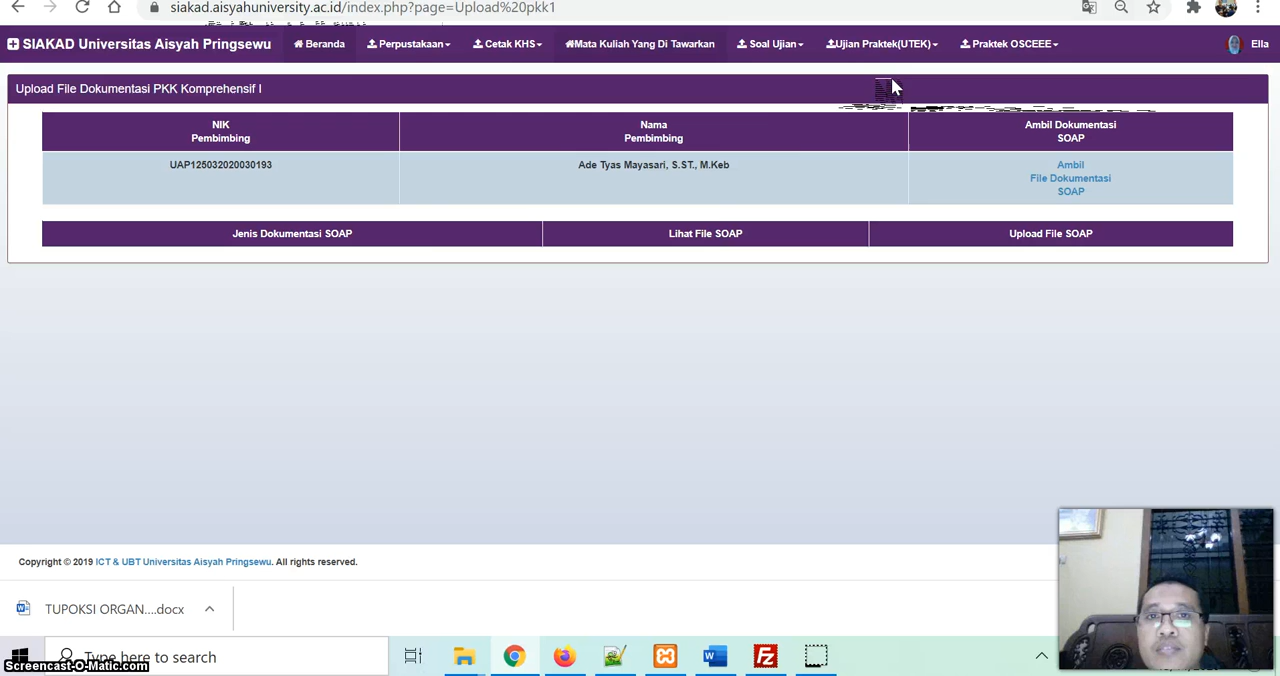 siakad.aisyahuniversity.ac.id/index.php?page=Upload%20pkk1
SIAKAD Universitas Aisyah Pringsewu
Beranda
Perpustakaan
Cetak KHS
Mata Kuliah Yang Di Tawarkan
Soal Ujian
Ujian Praktek(UTEK)
Praktek OSCEEE
Ella
Upload File Dokumentasi PKK Komprehensif I
NIK
Pembimbing
Nama
Pembimbing
Ambil Dokumentasi
SOAP
UAP125032020030193
Ade Tyas Mayasari, S.ST., M.Keb
Ambil
File Dokumentasi
SOAP
Jenis Dokumentasi SOAP
Lihat File SOAP
Upload File SOAP
Copyright © 2019 ICT & UBT Universitas Aisyah Pringsewu. All rights reserved.
TUPOKSI ORGAN....docx
Type here to search
Screencast-O-Matic.com